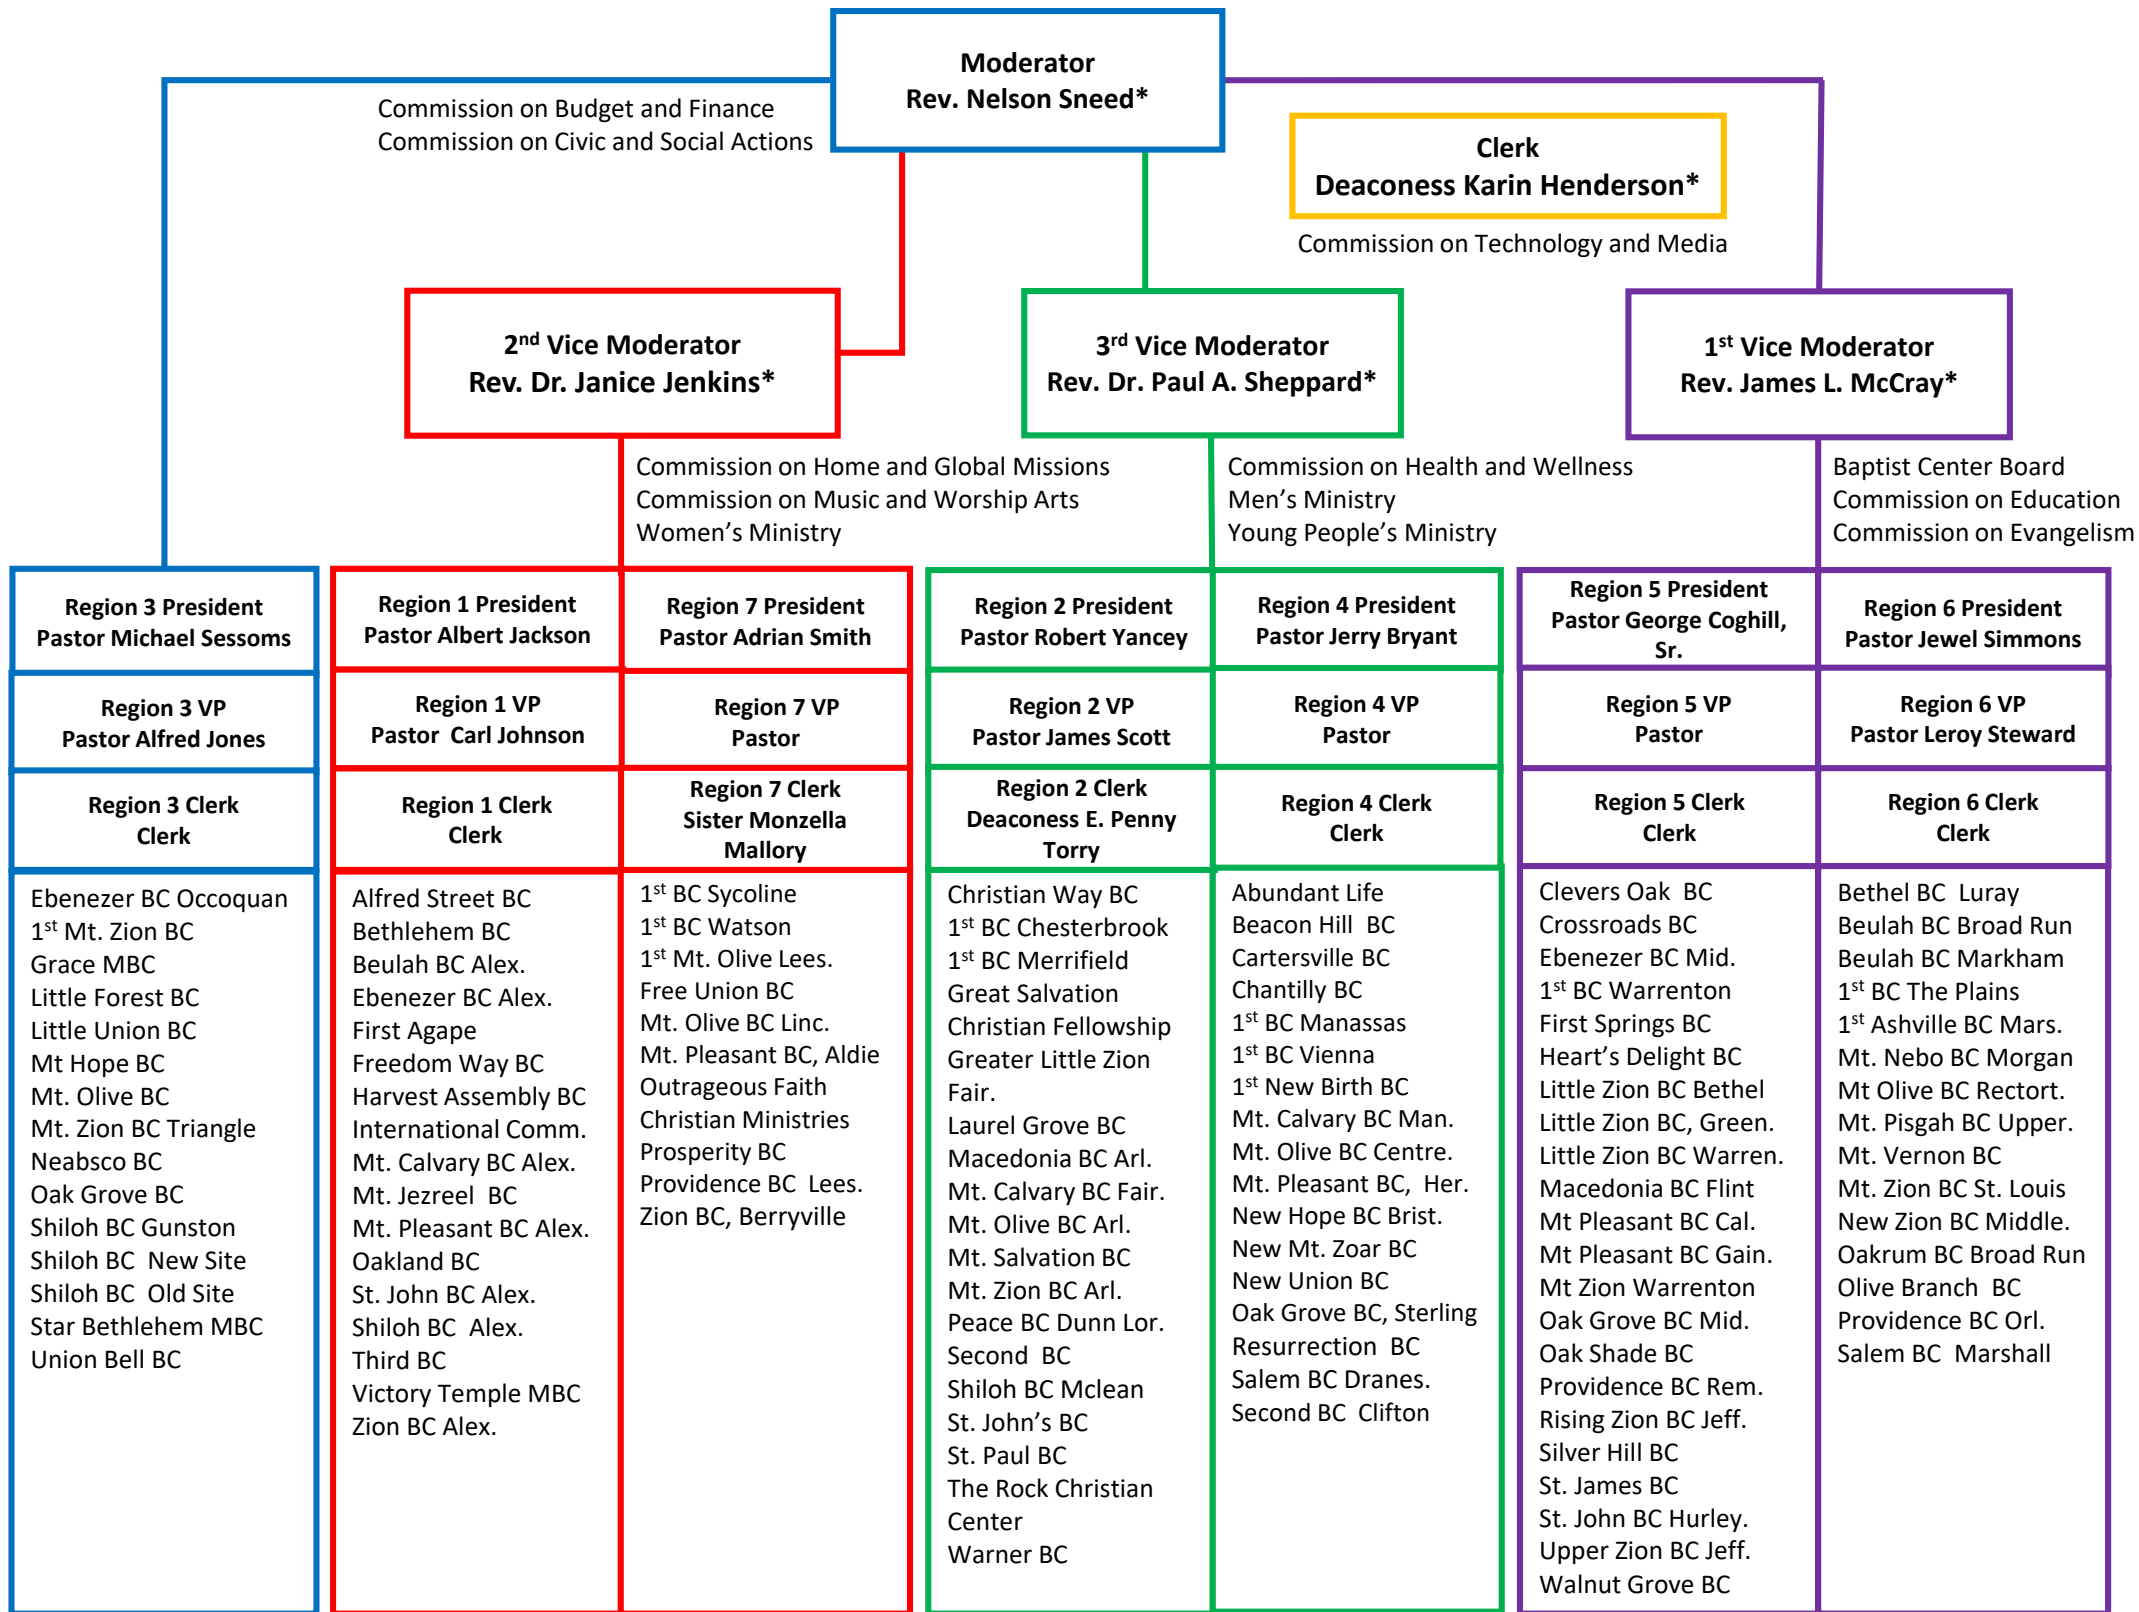 Moderator
Rev. Nelson Sneed*
Commission on Budget and Finance
Commission on Civic and Social Actions
Clerk
Deaconess Karin Henderson*
Commission on Technology and Media
2nd Vice Moderator
Rev. Dr. Janice Jenkins*
3rd Vice Moderator
Rev. Dr. Paul A. Sheppard*
1st Vice Moderator
Rev. James L. McCray*
Commission on Home and Global Missions
Commission on Music and Worship Arts
Women's Ministry
Commission on Health and Wellness
Men's Ministry
Young People's Ministry
Baptist Center Board
Commission on Education
Commission on Evangelism
Region 3 President
Pastor Michael Sessoms
Region 3 VP
Pastor Alfred Jones
Region 3 Clerk
Clerk
Ebenezer BC Occoquan
1st Mt. Zion BC
Grace MBC
Little Forest BC
Little Union BC
Mt Hope BC
Mt. Olive BC
Mt. Zion BC Triangle
Neabsco BC
Oak Grove BC
Shiloh BC Gunston
Shiloh BC New Site
Shiloh BC Old Site
Star Bethlehem MBC
Union Bell BC
Region 1 President
Pastor Albert Jackson
Region 1 VP
Pastor Carl Johnson
Region 1 Clerk
Clerk
Alfred Street BC
Bethlehem BC
Beulah BC Alex.
Ebenezer BC Alex.
First Agape
Freedom Way BC
Harvest Assembly BC
International Comm.
Mt. Calvary BC Alex.
Mt. Jezreel BC
Mt. Pleasant BC Alex.
Oakland BC
St. John BC Alex.
Shiloh BC Alex.
Third BC
Victory Temple MBC
Zion BC Alex.
Region 7 President
Pastor Adrian Smith
Region 7 VP
Pastor
Region 7 Clerk
Sister Monzella
Mallory
1st BC Sycoline
1st BC Watson
1st Mt. Olive Lees.
Free Union BC
Mt. Olive BC Linc.
Mt. Pleasant BC, Aldie
Outrageous Faith
Christian Ministries
Prosperity BC
Providence BC Lees.
Zion BC, Berryville
Region 2 President
Pastor Robert Yancey
Region 2 VP
Pastor James Scott
Region 2 Clerk
Deaconess E. Penny
Torry
Christian Way BC
1st BC Chesterbrook
1st BC Merrifield
Great Salvation
Christian Fellowship
Greater Little Zion
Fair.
Laurel Grove BC
Macedonia BC Arl.
Mt. Calvary BC Fair.
Mt. Olive BC Arl.
Mt. Salvation BC
Mt. Zion BC Arl.
Peace BC Dunn Lor.
Second BC
Shiloh BC Mclean
St. John's BC
St. Paul BC
The Rock Christian
Center
Warner BC
Region 4 President
Pastor Jerry Bryant
Region 4 VP
Pastor
Region 4 Clerk
Clerk
Abundant Life
Beacon Hill BC
Cartersville BC
Chantilly BC
1st BC Manassas
1st BC Vienna
1st New Birth BC
Mt. Calvary BC Man.
Mt. Olive BC Centre.
Mt. Pleasant BC, Her.
New Hope BC Brist.
New Mt. Zoar BC
New Union BC
Oak Grove BC, Sterling
Resurrection BC
Salem BC Dranes.
Second BC Clifton
Region 5 President
Pastor George Coghill,
Sr.
Region 5 VP
Pastor
Region 5 Clerk
Clerk
Clevers Oak BC
Crossroads BC
Ebenezer BC Mid.
1st BC Warrenton
First Springs BC
Heart's Delight BC
Little Zion BC Bethel
Little Zion BC, Green.
Little Zion BC Warren.
Macedonia BC Flint
Mt Pleasant BC Cal.
Mt Pleasant BC Gain.
Mt Zion Warrenton
Oak Grove BC Mid.
Oak Shade BC
Providence BC Rem.
Rising Zion BC Jeff.
Silver Hill BC
St. James BC
St. John BC Hurley.
Upper Zion BC Jeff.
Walnut Grove BC
Region 6 President
Pastor Jewel Simmons
Region 6 VP
Pastor Leroy Steward
Region 6 Clerk
Clerk
Bethel BC Luray
Beulah BC Broad Run
Beulah BC Markham
1st BC The Plains
1st Ashville BC Mars.
Mt. Nebo BC Morgan
Mt Olive BC Rectort.
Mt. Pisgah BC Upper.
Mt. Vernon BC
Mt. Zion BC St. Louis
New Zion BC Middle.
Oakrum BC Broad Run
Olive Branch BC
Providence BC Orl.
Salem BC Marshall